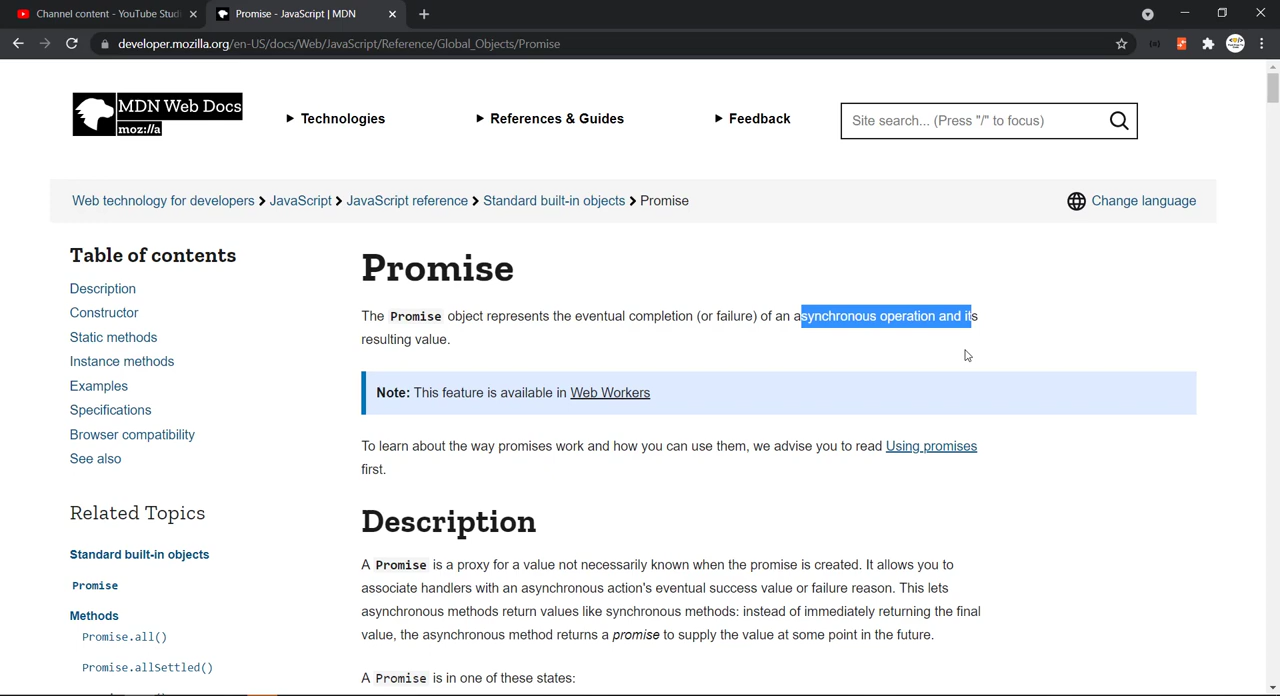 Channel content - YouTube Stud
Promise - JavaScript | MDN
developer.mozilla.org/en-US/docs/Web/JavaScript/Reference/Global_Objects/Promise
MDN Web Docs
moz://a
Technologies
References & Guides
Feedback
Site search... (Press "/" to focus)
Web technology for developers > JavaScript > JavaScript reference > Standard built-in objects > Promise
Change language
Table of contents
Description
Constructor
Static methods
Instance methods
Examples
Specifications
Browser compatibility
See also
Related Topics
Standard built-in objects
Promise
Methods
Promise.all()
Promise.allSettled()
Promise
The Promise object represents the eventual completion (or failure) of an asynchronous operation and its
resulting value.
Note: This feature is available in Web Workers
To learn about the way promises work and how you can use them, we advise you to read Using promises
first.
Description
A Promise is a proxy for a value not necessarily known when the promise is created. It allows you to
associate handlers with an asynchronous action's eventual success value or failure reason. This lets
asynchronous methods return values like synchronous methods: instead of immediately returning the final
value, the asynchronous method returns a promise to supply the value at some point in the future.
A Promise is in one of these states: